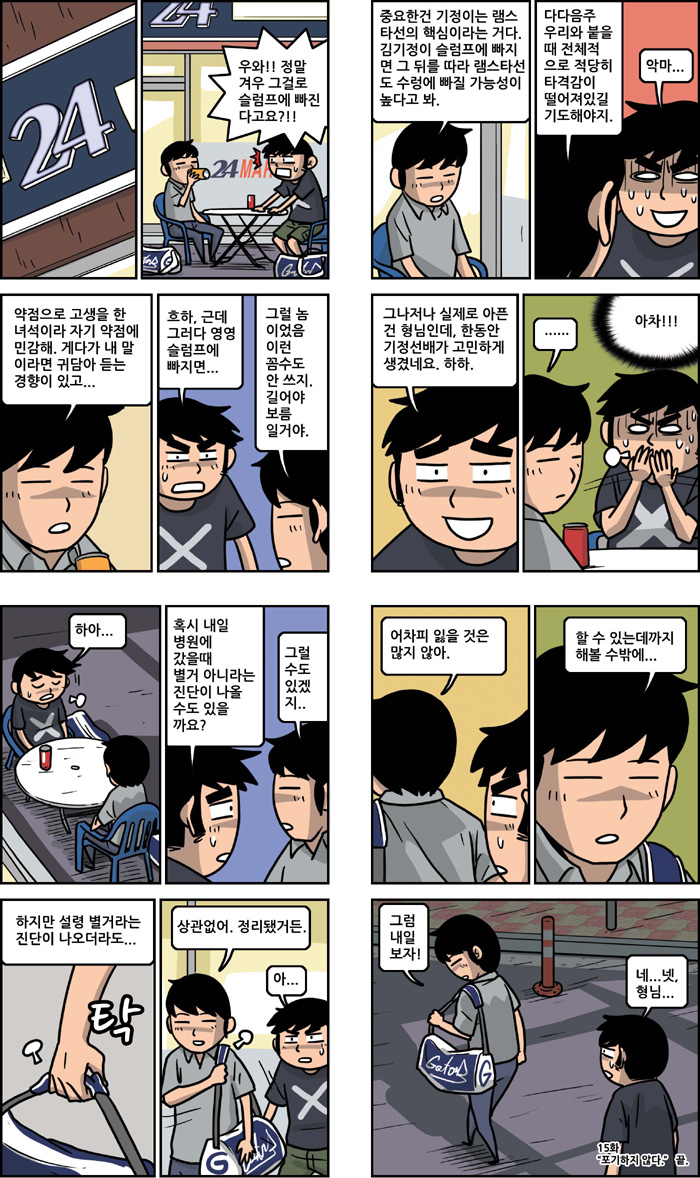 24
24
우와!! 정말
겨우 그걸로
슬럼프에 빠진
다고요?!!
24 MAR
G
중요한건 기정이는 램스
타선의 핵심이라는 거다.
김기정이 슬럼프에 빠지
면 그 뒤를 따라 램스타선
도 수렁에 빠질 가능성이
높다고 봐.
다다음주
우리와 붙을
때 전체적
으로 적당히
타격감이
떨어져있길
기도해야지.
악마...
약점으로 고생을 한
녀석이라 자기 약점에
민감해. 게다가 내 말
이라면 귀담아 듣는
경향이 있고...
흐하, 근데
그러다 영영
슬럼프에
빠지면...
그럴 놈
이었음
이런
꼼수도
안 쓰지.
길어야
보름
일거야.
그나저나 실제로 아픈
건 형님인데, 한동안
기정선배가 고민하게
생겼네요. 하하.
......
아차!!!
하아...
혹시 내일
병원에
갔을때
별거 아니라는
진단이 나올
수도 있을
까요?
그럴
수도
있겠
지..
어차피 잃을 것은
많지 않아.
할 수 있는데까지
해볼 수밖에...
하지만 설령 별거라는
진단이 나오더라도...
탁
상관없어. 정리됐거든.
아...
G
그럼
내일
보자!
Gators
G
네...넷,
형님...
15화
"포기하지 않다." 끝.